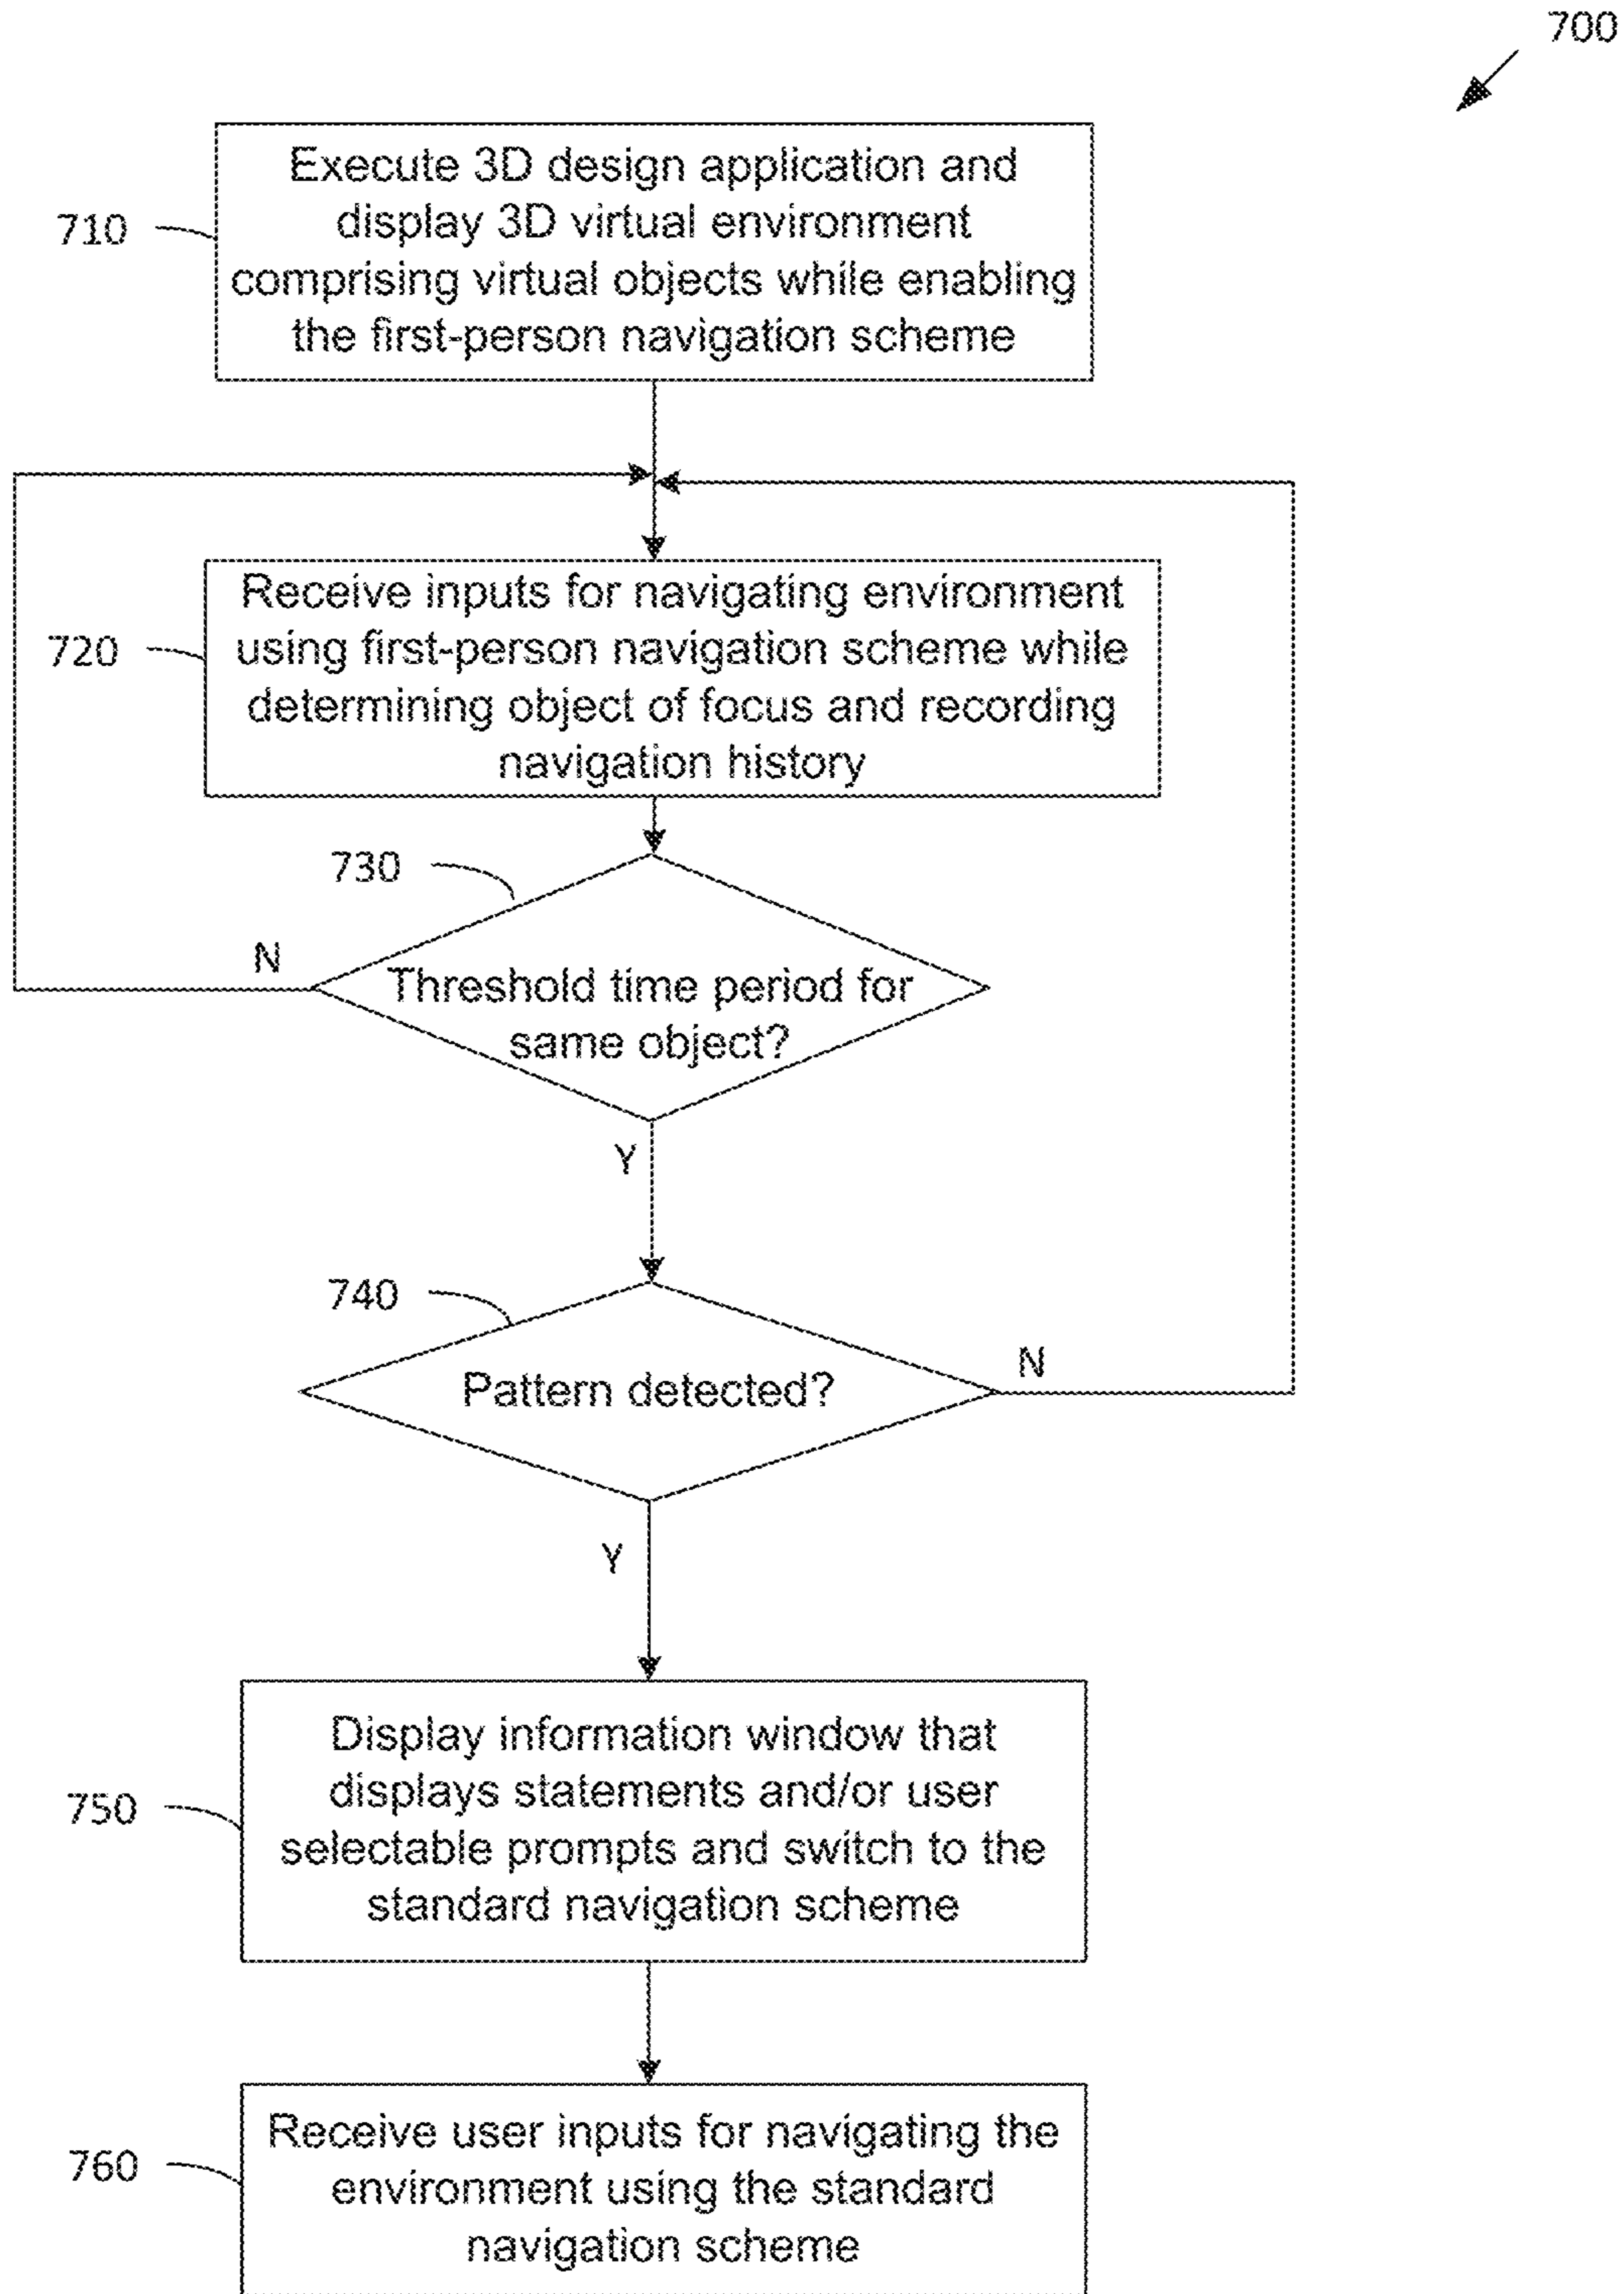 700
Execute 3D design application and
display 3D virtual environment
comprising virtual objects while enabling
the first-person navigation scheme
710
Receive inputs for navigating environment
using first-person navigation scheme while
determining object of focus and recording
navigation history
720
730
N
Threshold time period for
same object?
Y
740
Pattern detected?
N
Y
Display information window that
displays statements and/or user
selectable prompts and switch to the
standard navigation scheme
750
Receive user inputs for navigating the
environment using the standard
navigation scheme
760